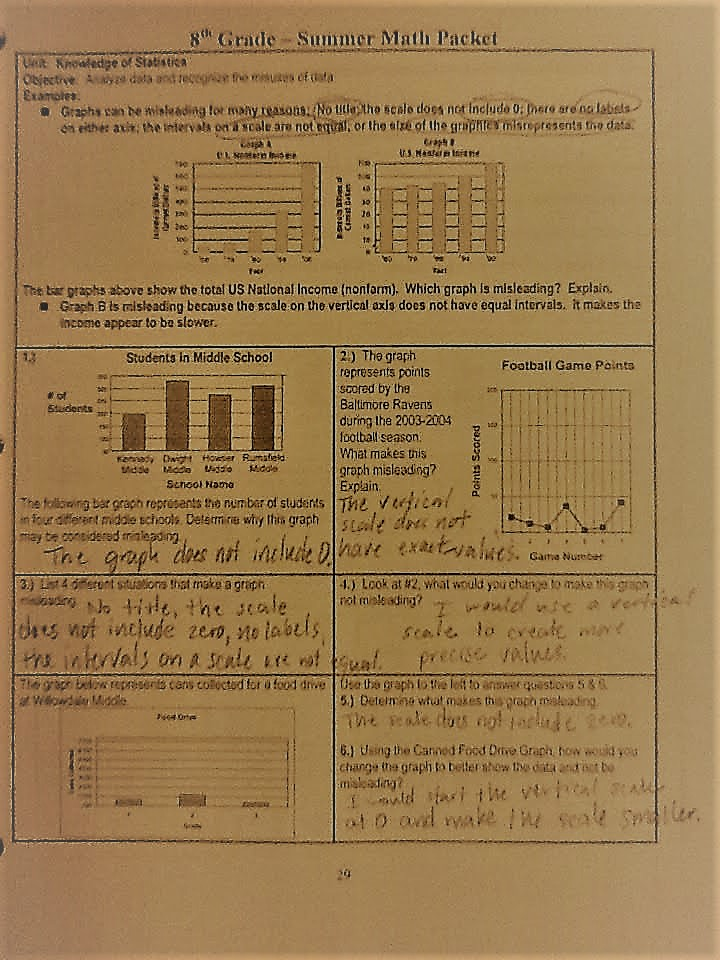 8th Grade – Summer Math Packet
Unit: Knowledge of Statistics
Objective: Analyze data and recognize the misuses of data
Examples:
Graphs can be misleading for many reasons: No title; the scale does not include 0; there are no labels
on either axis; the intervals on a scale are not equal, or the size of the graphics misrepresents the data.
Graph A
U.S. Nonfarm Income
Year
Graph B
U.S. Nonfarm Income
Year
The bar graphs above show the total US National Income (nonfarm). Which graph is misleading? Explain.
Graph B is misleading because the scale on the vertical axis does not have equal intervals. It makes the
income appear to be slower.
1.)
Students in Middle School
# of
Students
Kennedy Dwight Howser Rumsfield
Middle Middle Middle Middle
School Name
The following bar graph represents the number of students
in four different middle schools. Determine why this graph
may be considered misleading.
The graph does not include 0.
2.) The graph
represents points
scored by the
Baltimore Ravens
during the 2003-2004
football season.
What makes this
graph misleading?
Explain.
Football Game Points
Points Scored
Game Number
The vertical
scale does not
have exact values.
3.) List 4 different situations that make a graph
misleading.
No title, the scale
does not include zero, no labels,
the intervals on a scale are not equal.
4.) Look at #2, what would you change to make this graph
not misleading?
I would use a vertical
scale to create more
precise values.
The graph below represents cans collected for a food drive
at Willowdale Middle.
Food Drive
Cans Collected
Grade
Use the graph to the left to answer questions 5 & 6.
5.) Determine what makes this graph misleading.
The scale does not include zero.
6.) Using the Canned Food Drive Graph, how would you
change the graph to better show the data and not be
misleading?
I would start the vertical scale
at 0 and make the scale smaller.
29